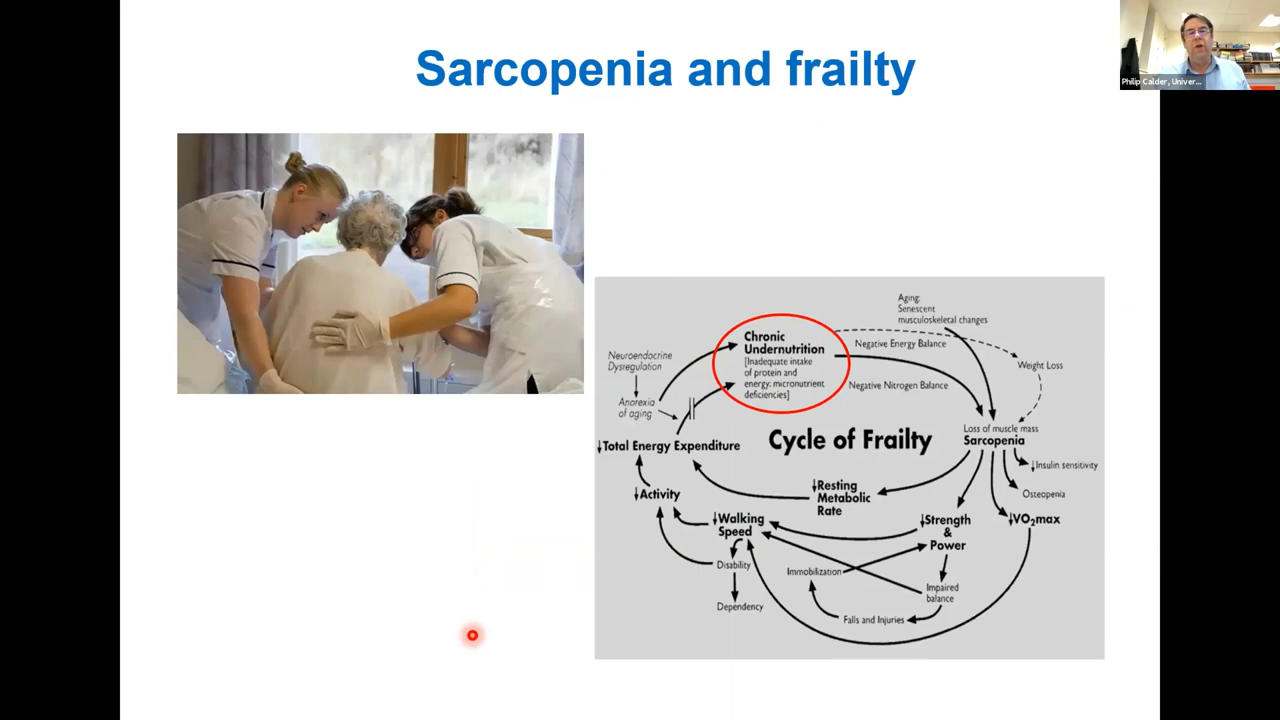 Sarcopenia and frailty
Philip Calder, Univer...
Aging:
Senescent
musculoskeletal changes
Chronic
Undernutrition
[Inadequate intake
of protein and
energy; micronutrient
deficiencies]
Negative Energy Balance
Weight Loss
Neuroendocrine
Dysregulation
Negative Nitrogen Balance
Anorexia
of aging
Loss of muscle mass
Sarcopenia
Cycle of Frailty
↓Total Energy Expenditure
↓Insulin sensitivity
↓Resting
Metabolic
Rate
↓Activity
Osteopenia
↓Walking
Speed
↓Strength
&
Power
↓VO₂max
Disability
Immobilization
Impaired
balance
Dependency
Falls and Injuries